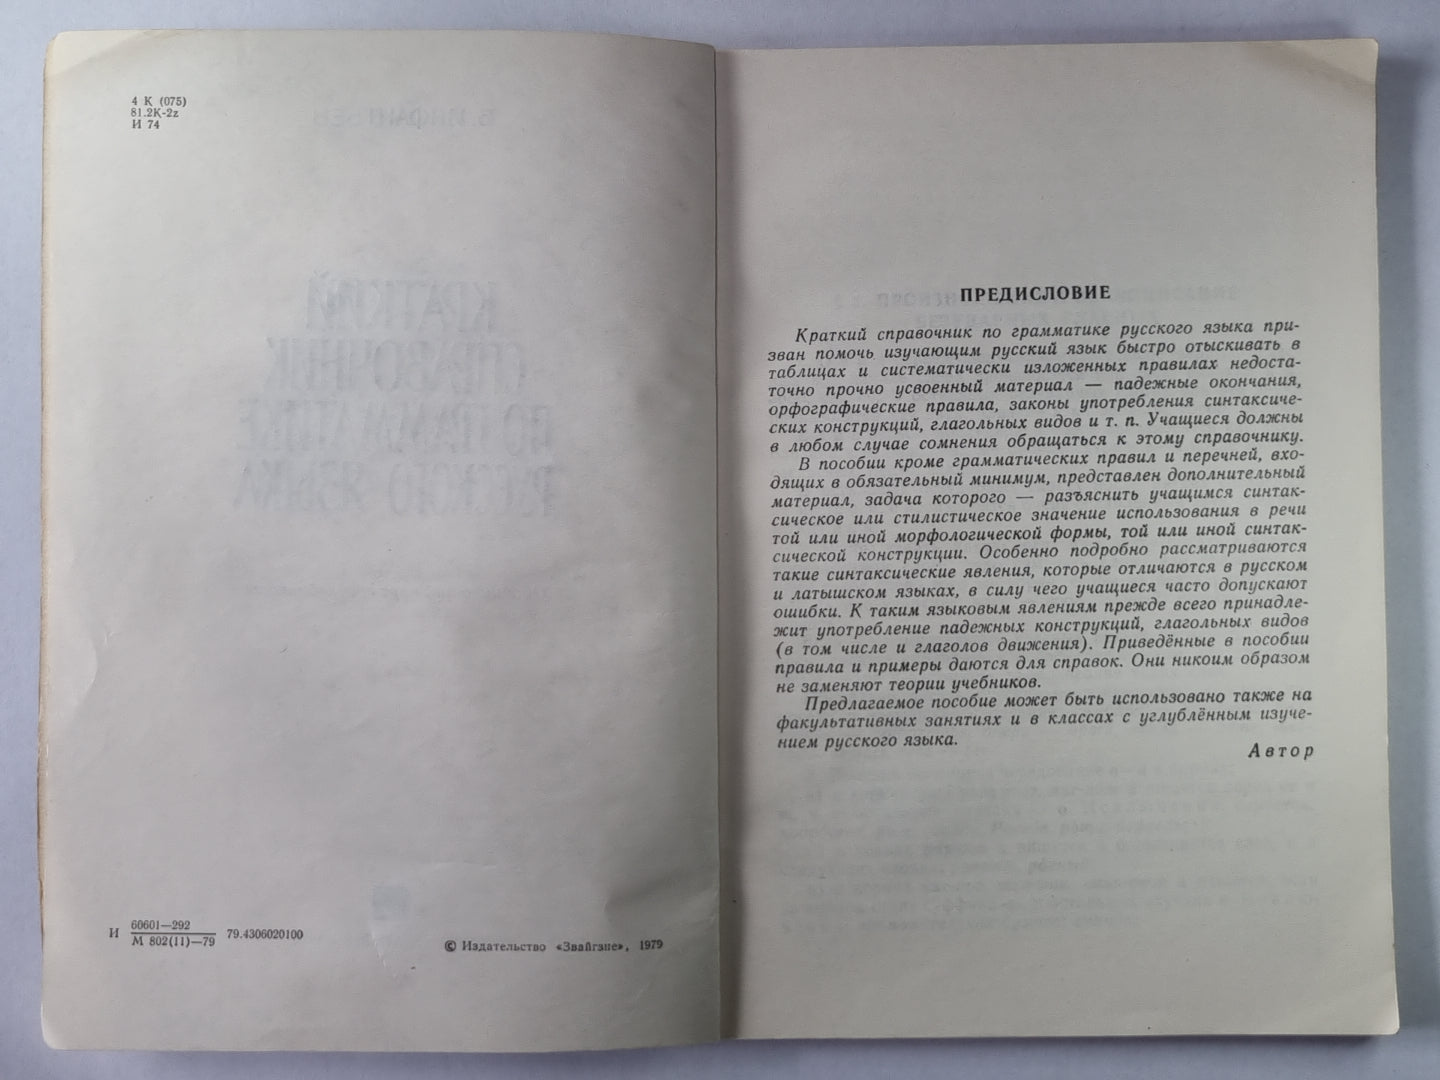 4 К (075)
81.2К-2z
И 74
И 60601—292
М 802(11)—79 79.4306020100
© Издательство «Звайгзне», 1979
ПРЕДИСЛОВИЕ
Краткий справочник по грамматике русского языка при-
зван помочь изучающим русский язык быстро отыскивать в
таблицах и систематически изложенных правилах недоста-
точно прочно усвоенный материал — падежные окончания,
орфографические правила, законы употребления синтаксиче-
ских конструкций, глагольных видов и т. п. Учащиеся должны
в любом случае сомнения обращаться к этому справочнику.
В пособии кроме грамматических правил и перечней, вхо-
дящих в обязательный минимум, представлен дополнительный
материал, задача которого — разъяснить учащимся синтак-
сическое или стилистическое значение использования в речи
той или иной морфологической формы, той или иной синтак-
сической конструкции. Особенно подробно рассматриваются
такие синтаксические явления, которые отличаются в русском
и латышском языках, в силу чего учащиеся часто допускают
ошибки. К таким языковым явлениям прежде всего принадле-
жит употребление падежных конструкций, глагольных видов
(в том числе и глаголов движения). Приведённые в пособии
правила и примеры даются для справок. Они никоим образом
не заменяют теории учебников.
Предлагаемое пособие может быть использовано также на
факультативных занятиях и в классах с углублённым изуче-
нием русского языка.
Автор